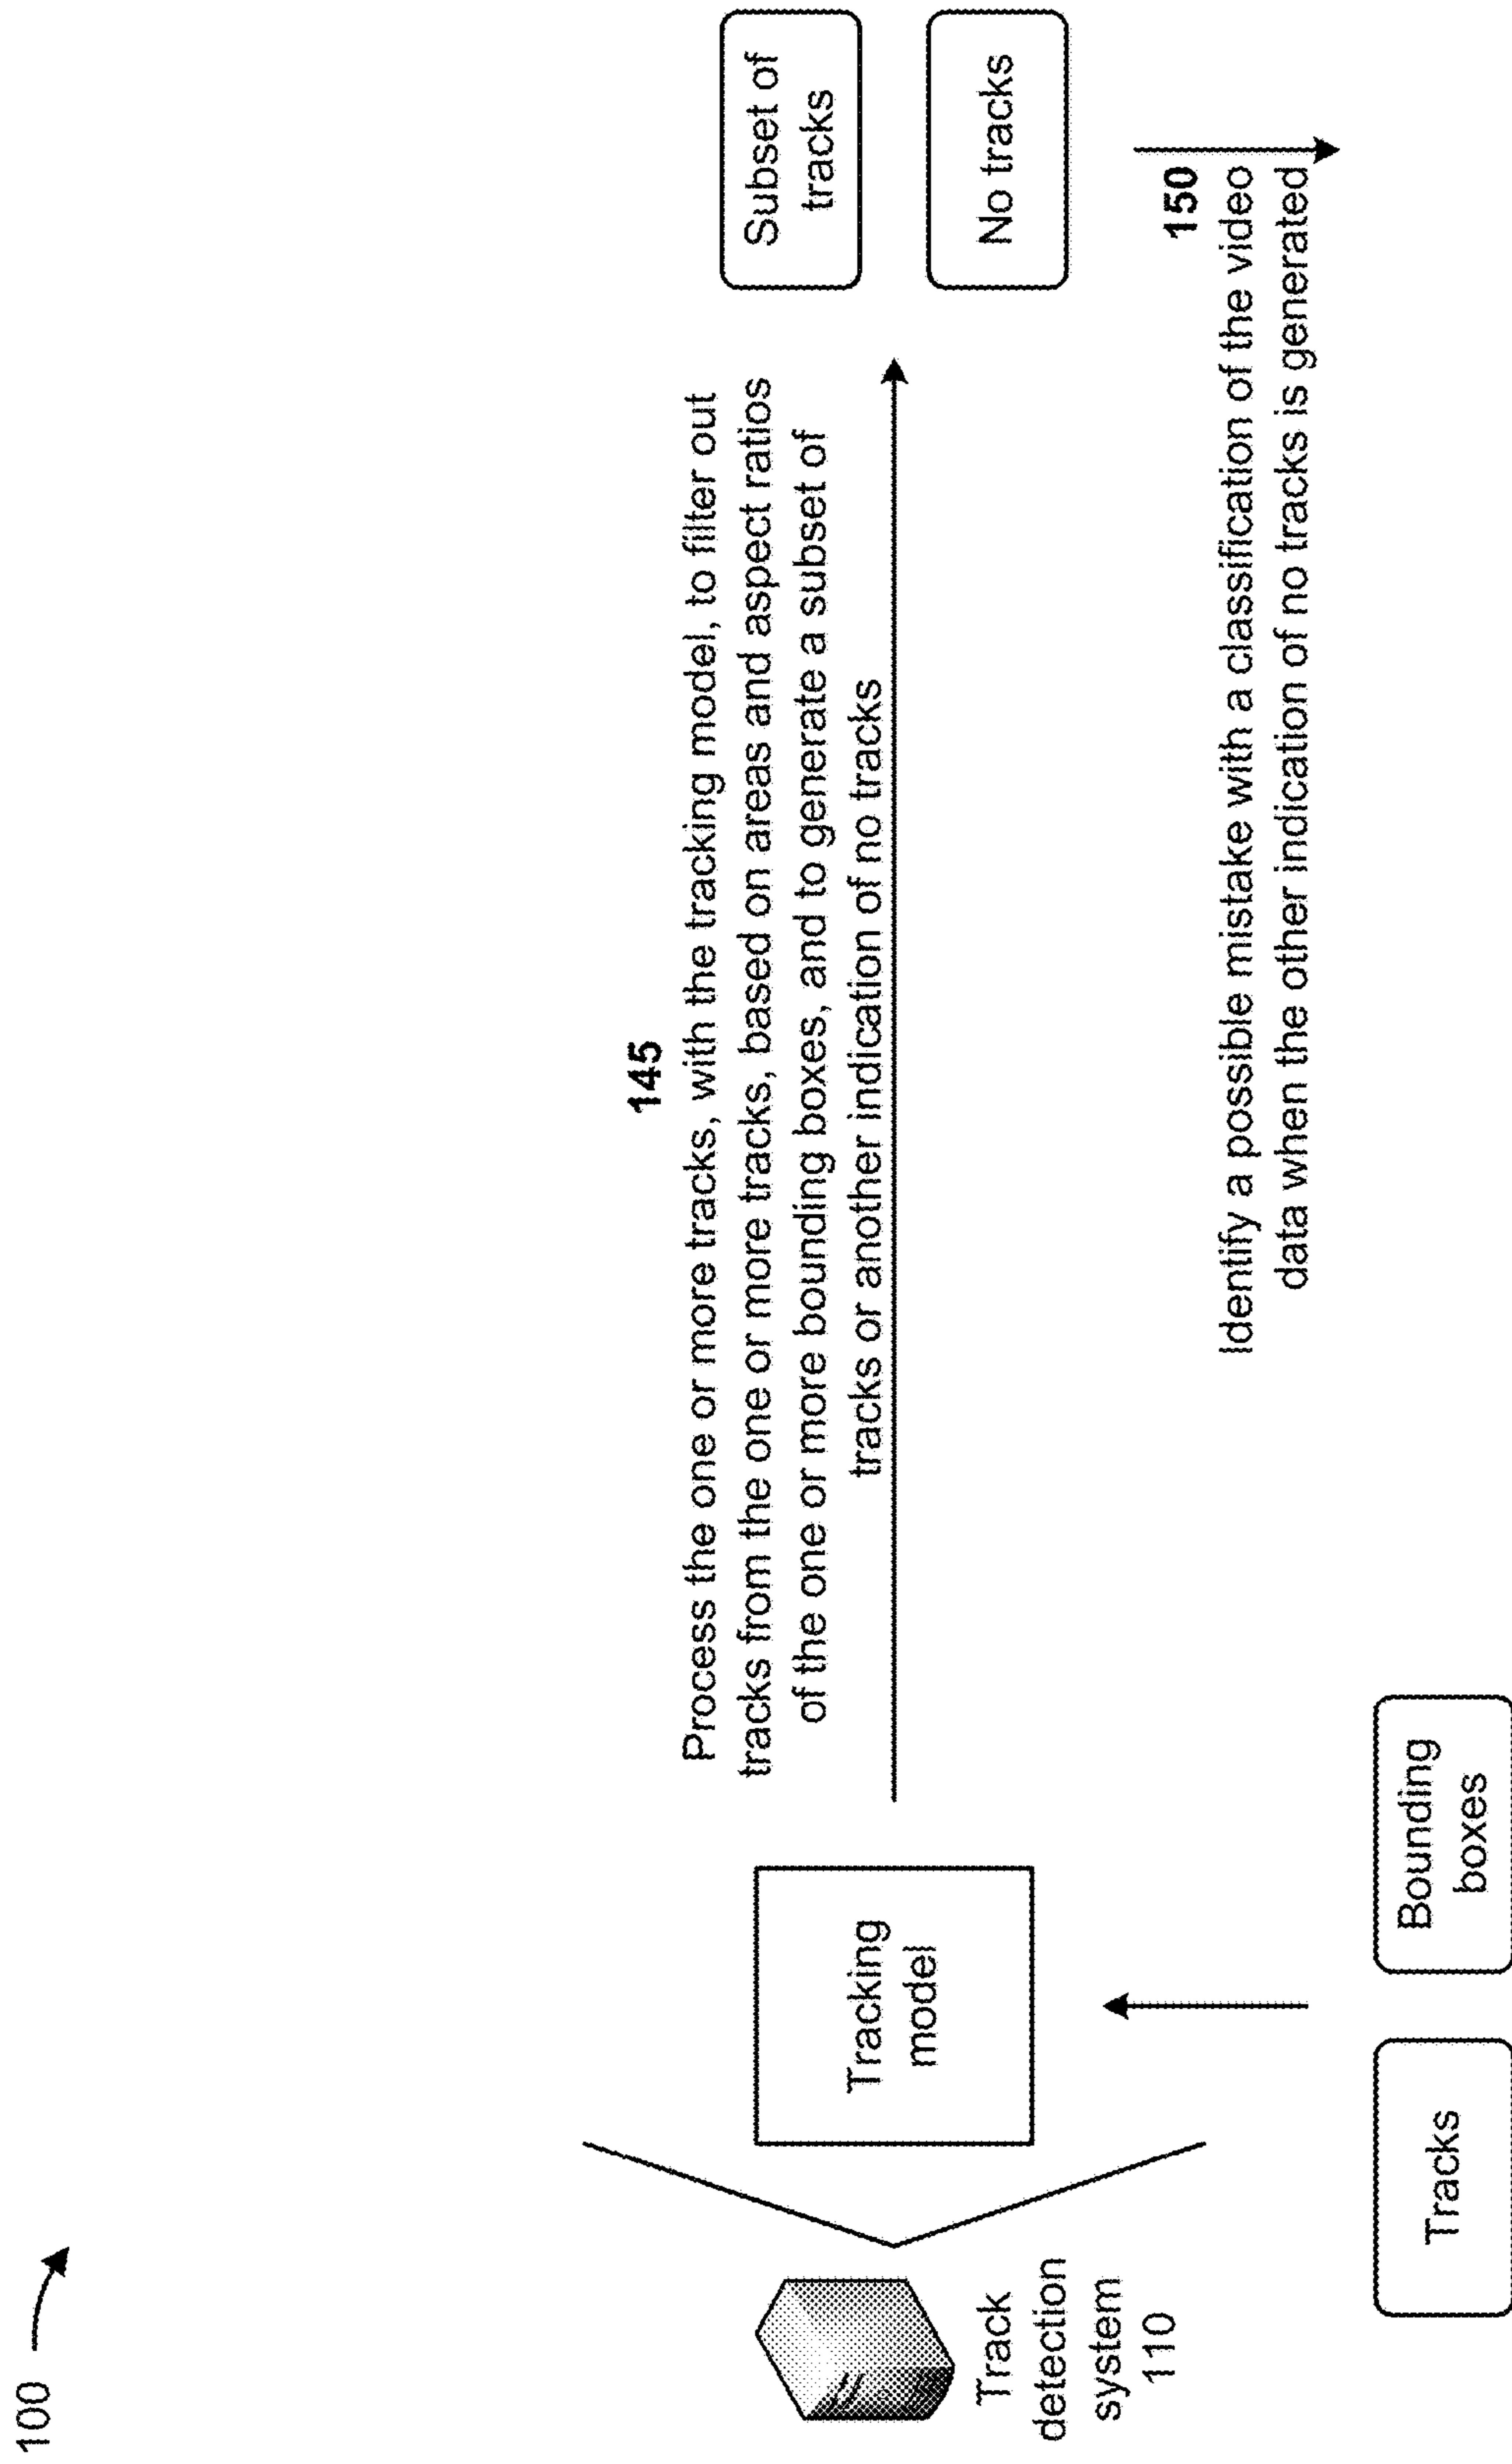 100
145
Process the one or more tracks, with the tracking model, to filter out
tracks from the one or more tracks, based on areas and aspect ratios
of the one or more bounding boxes, and to generate a subset of
tracks or another indication of no tracks
Subset of
tracks
No tracks
Tracking
model
Track
detection
system
110
150
Identify a possible mistake with a classification of the video
data when the other indication of no tracks is generated
Tracks
Bounding
boxes